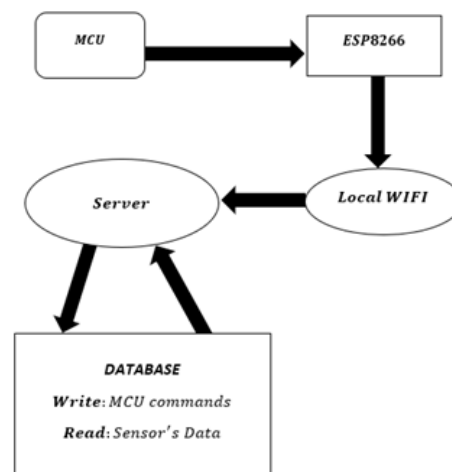 MCU
ESP8266
Local WIFI
Server
DATABASE
Write: MCU commands
Read: Sensor's Data